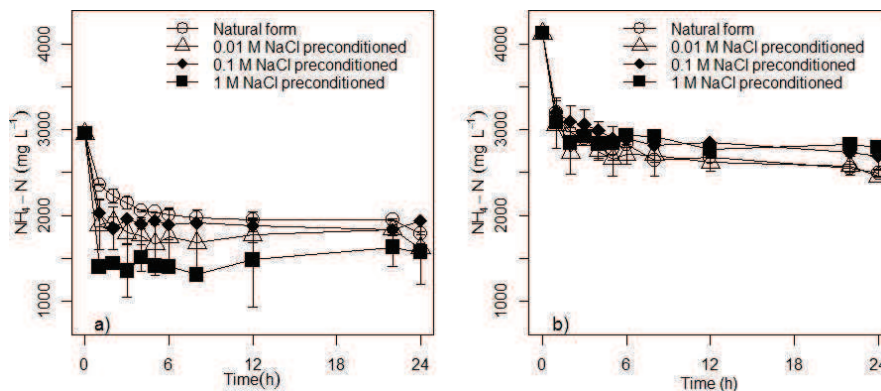 Natural form
0.01 M NaCl preconditioned
0.1 M NaCl preconditioned
1 M NaCl preconditioned
NH4 – N (mg L−1)
4000
3000
2000
1000
a)
0 6 12 18 24
Time(h)
Natural form
0.01 M NaCl preconditioned
0.1 M NaCl preconditioned
1 M NaCl preconditioned
NH4 – N (mg L−1)
4000
3000
2000
1000
b)
0 6 12 18 24
Time (h)